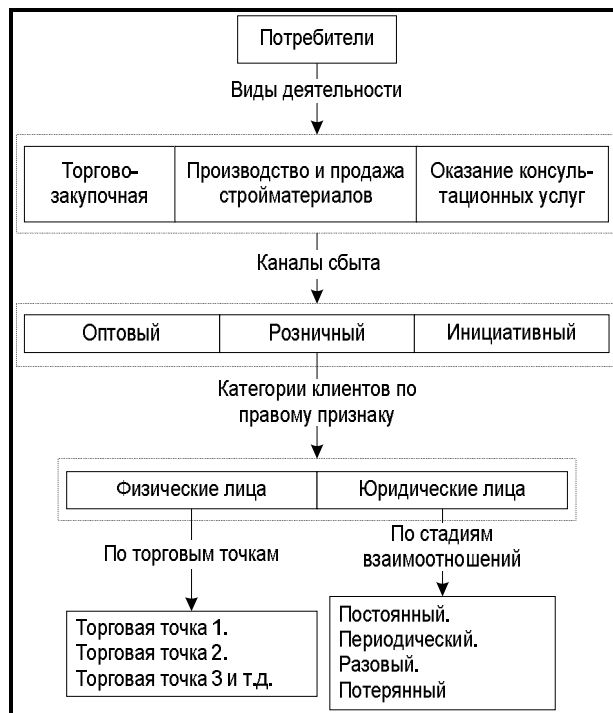 Потребители
Виды деятельности
Торгово-
закупочная
Производство и продажа
стройматериалов
Оказание консуль-
тационных услуг
Каналы сбыта
Оптовый
Розничный
Инициативный
Категории клиентов по
правому признаку
Физические лица
Юридические лица
По торговым точкам
По стадиям
взаимоотношений
Торговая точка 1.
Торговая точка 2.
Торговая точка 3 и т.д.
Постоянный.
Периодический.
Разовый.
Потерянный